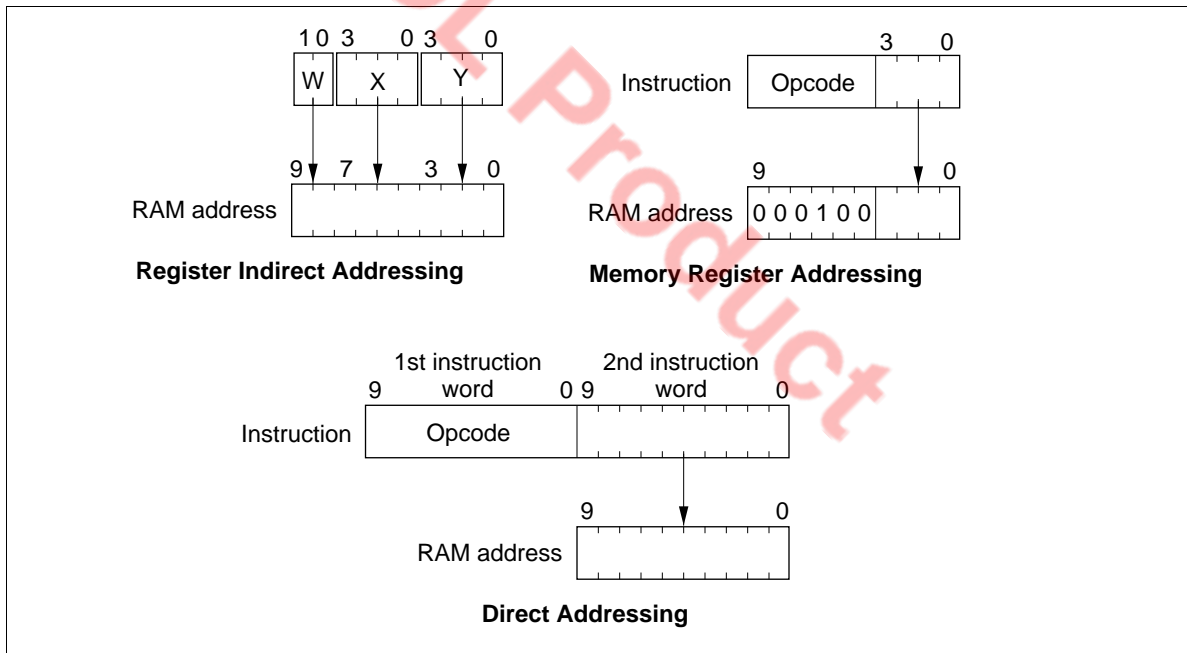 1 0 3 0 3 0
W X Y
9 7 3 0
RAM address
Register Indirect Addressing
3 0
Instruction Opcode
9 0
RAM address 0 0 0 1 0 0
Memory Register Addressing
1st instruction word 2nd instruction word
9 0 9 0
Instruction Opcode
9 0
RAM address
Direct Addressing
L Product